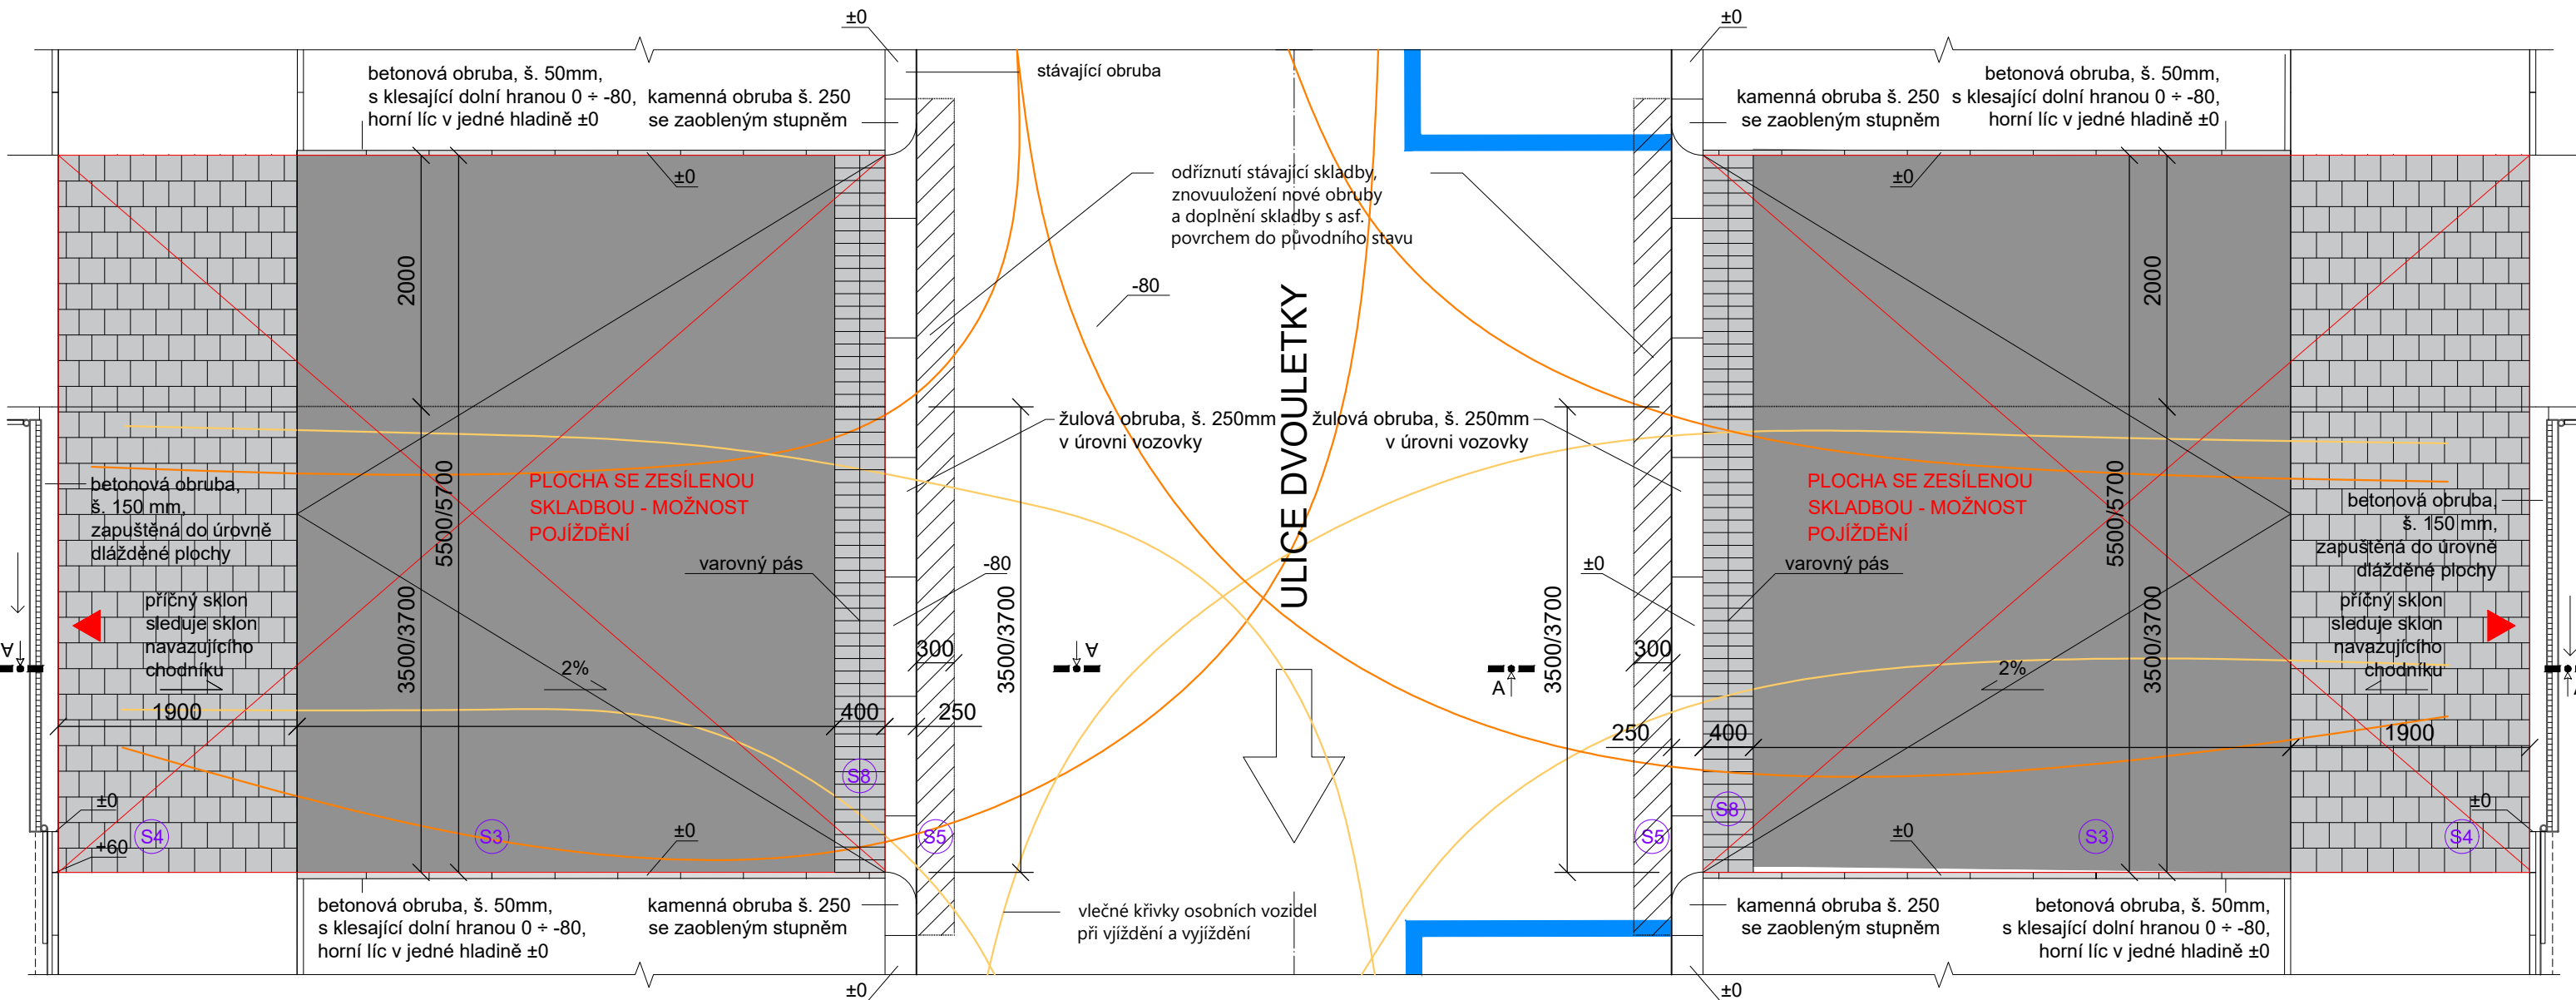 ±0
±0
betonová obruba, š. 50mm,
s klesající dolní hranou 0 ÷ -80,
horní líc v jedné hladině ±0
kamenná obruba š. 250
se zaobleným stupněm
stávající obruba
kamenná obruba š. 250
se zaobleným stupněm
betonová obruba, š. 50mm,
s klesající dolní hranou 0 ÷ -80,
horní líc v jedné hladině ±0
±0
odříznutí stávající skladby,
znovuuložení nové obruby
a doplnění skladby s asf.
povrchem do původního stavu
±0
2000
-80
ULICE DVOULETKY
2000
žulová obruba, š. 250mm
v úrovni vozovky
žulová obruba, š. 250mm
v úrovni vozovky
betonová obruba,
š. 150 mm,
zapuštěná do úrovně
dlážděné plochy
5500/5700
PLOCHA SE ZESÍLENOU
SKLADBOU - MOŽNOST
POJÍŽDĚNÍ
PLOCHA SE ZESÍLENOU
SKLADBOU - MOŽNOST
POJÍŽDĚNÍ
5500/5700
betonová obruba,
š. 150 mm,
zapuštěná do úrovně
dlážděné plochy
varovný pás
-80
±0
varovný pás
příčný sklon
sleduje sklon
navazujícího
chodníku
3500/3700
3500/3700
3500/3700
3500/3700
příčný sklon
sleduje sklon
navazujícího
chodníku
A
2%
300
A
A
300
2%
1900
400
250
250
400
1900
S8
S8
±0
S4
S3
±0
S5
S5
±0
S3
S4
±0
+60
betonová obruba, š. 50mm,
s klesající dolní hranou 0 ÷ -80,
horní líc v jedné hladině ±0
kamenná obruba š. 250
se zaobleným stupněm
vlečné křivky osobních vozidel
při vjíždění a vyjíždění
kamenná obruba š. 250
se zaobleným stupněm
betonová obruba, š. 50mm,
s klesající dolní hranou 0 ÷ -80,
horní líc v jedné hladině ±0
±0
±0